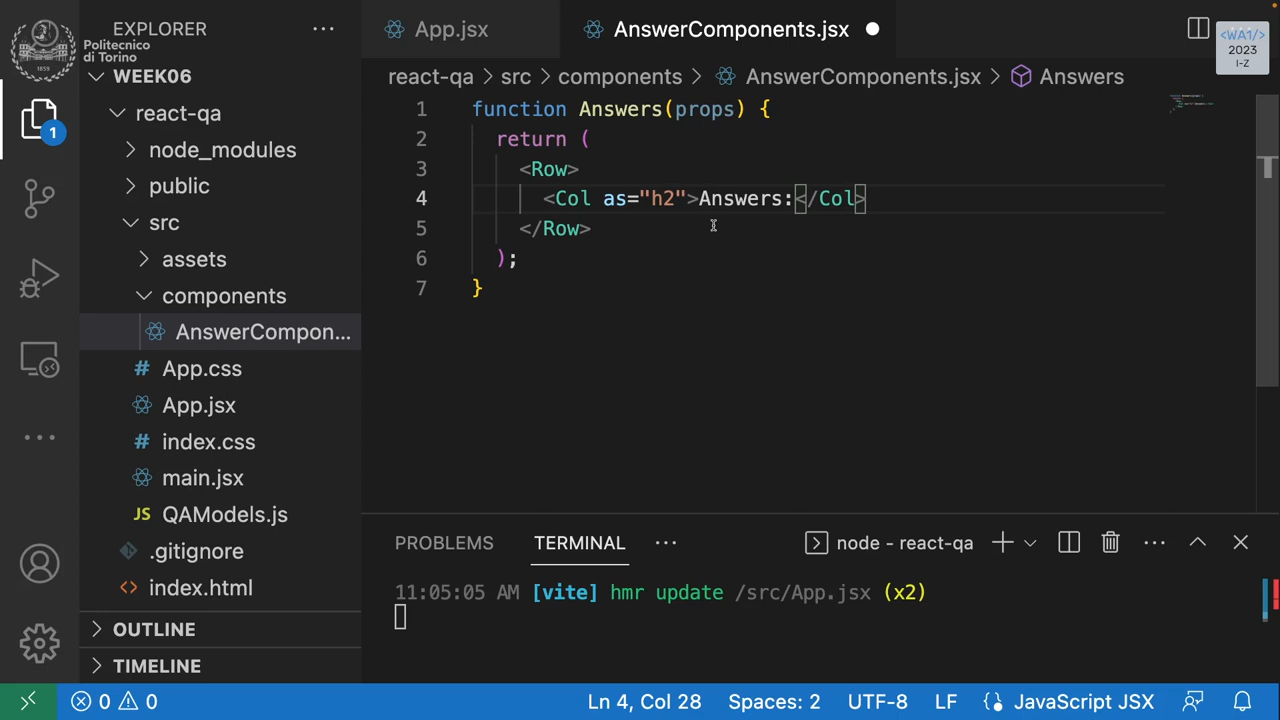 EXPLORER
Politecnico
di Torino
1859
WEEK06
react-qa
node_modules
public
src
assets
components
AnswerCompon...
App.css
App.jsx
index.css
main.jsx
JS QAModels.js
.gitignore
index.html
OUTLINE
TIMELINE
1
App.jsx
AnswerComponents.jsx
<WA1/>
2023
I-Z
react-qa > src > components > AnswerComponents.jsx > Answers
1 function Answers(props) {
2 return (
3 <Row>
4 <Col as="h2">Answers:</Col>
5 </Row>
6 );
7 }
PROBLEMS TERMINAL ... node - react-qa
11:05:05 AM [vite] hmr update /src/App.jsx (x2)
0 0 Ln 4, Col 28 Spaces: 2 UTF-8 LF JavaScript JSX